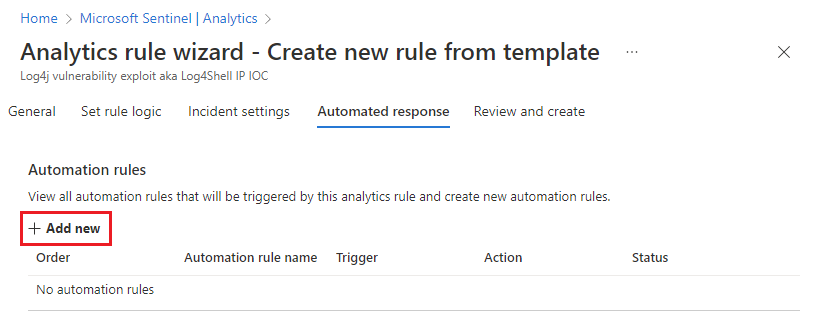 Home > Microsoft Sentinel | Analytics >
Analytics rule wizard - Create new rule from template ...
Log4j vulnerability exploit aka Log4Shell IP IOC
General Set rule logic Incident settings Automated response Review and create
Automation rules
View all automation rules that will be triggered by this analytics rule and create new automation rules.
+ Add new
Order Automation rule name Trigger Action Status
No automation rules